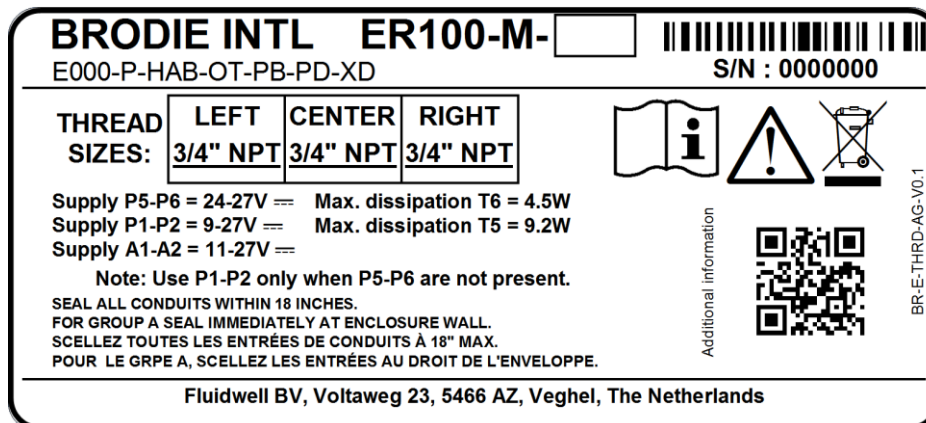 BRODIE INTL ER100-M-
E000-P-HAB-OT-PB-PD-XD
S/N : 0000000
THREAD SIZES:
LEFT CENTER RIGHT
3/4" NPT 3/4" NPT 3/4" NPT
Supply P5-P6 = 24-27V ⎓ Max. dissipation T6 = 4.5W
Supply P1-P2 = 9-27V ⎓ Max. dissipation T5 = 9.2W
Supply A1-A2 = 11-27V ⎓
Note: Use P1-P2 only when P5-P6 are not present.
SEAL ALL CONDUITS WITHIN 18 INCHES.
FOR GROUP A SEAL IMMEDIATELY AT ENCLOSURE WALL.
SCELLEZ TOUTES LES ENTRÉES DE CONDUITS À 18" MAX.
POUR LE GRPE A, SCELLEZ LES ENTRÉES AU DROIT DE L'ENVELOPPE.
i
Additional information
BR-E-THRD-AG-V0.1
Fluidwell BV, Voltaweg 23, 5466 AZ, Veghel, The Netherlands